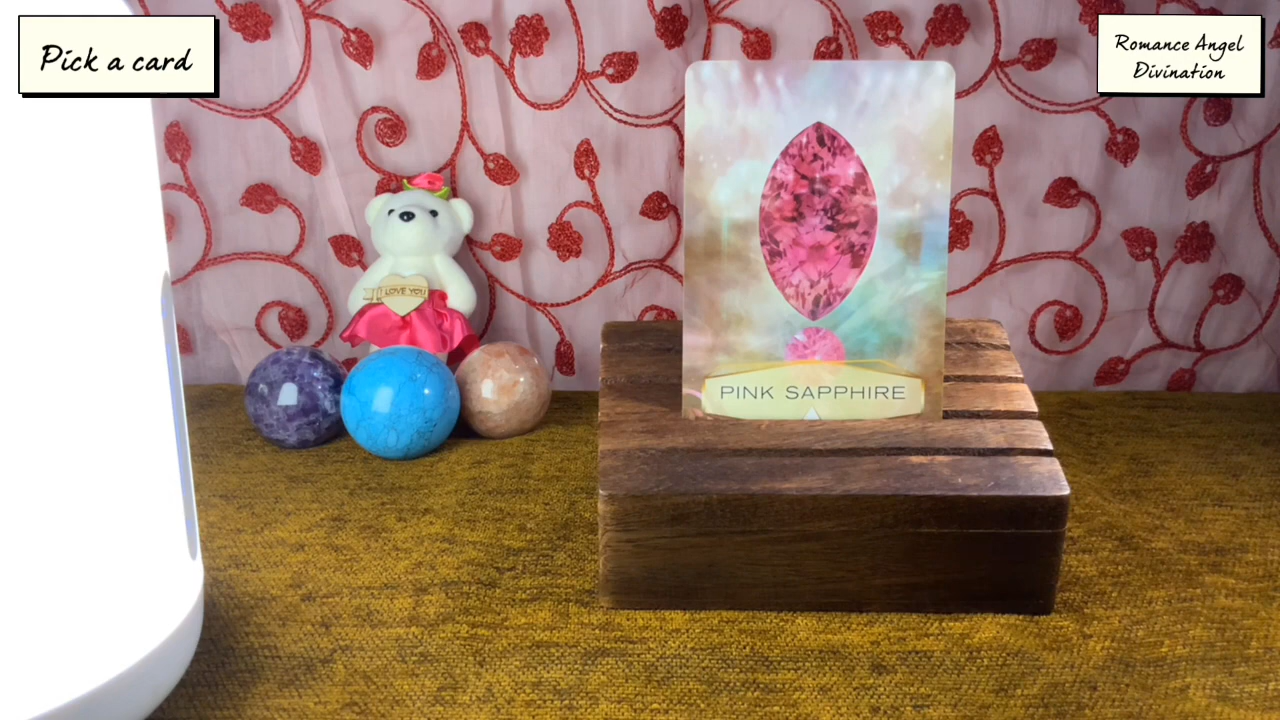 Pick a card
Romance Angel
Divination
I LOVE YOU
PINK SAPPHIRE